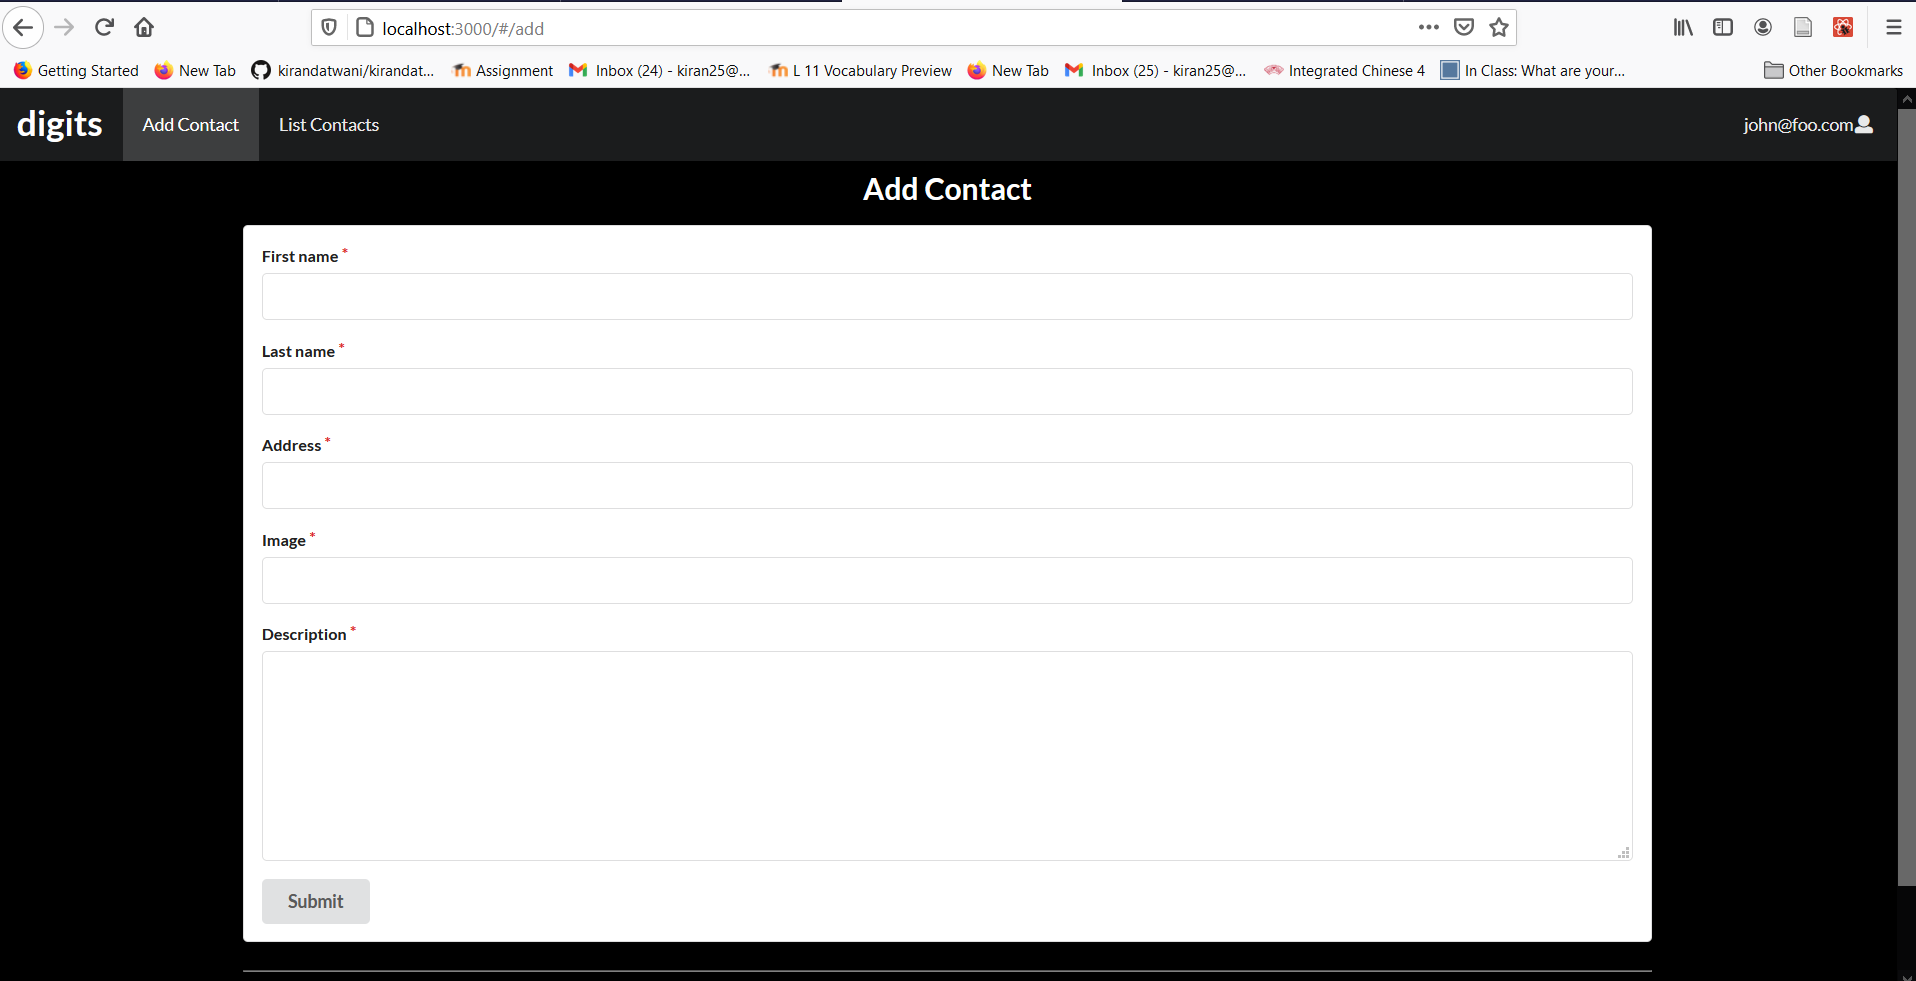 localhost:3000/#/add
Getting Started New Tab kirandatwani/kirandat... Assignment Inbox (24) - kiran25@... L 11 Vocabulary Preview New Tab Inbox (25) - kiran25@... Integrated Chinese 4 In Class: What are your... Other Bookmarks
digits Add Contact List Contacts john@foo.com
Add Contact
First name *
Last name *
Address *
Image *
Description *
Submit